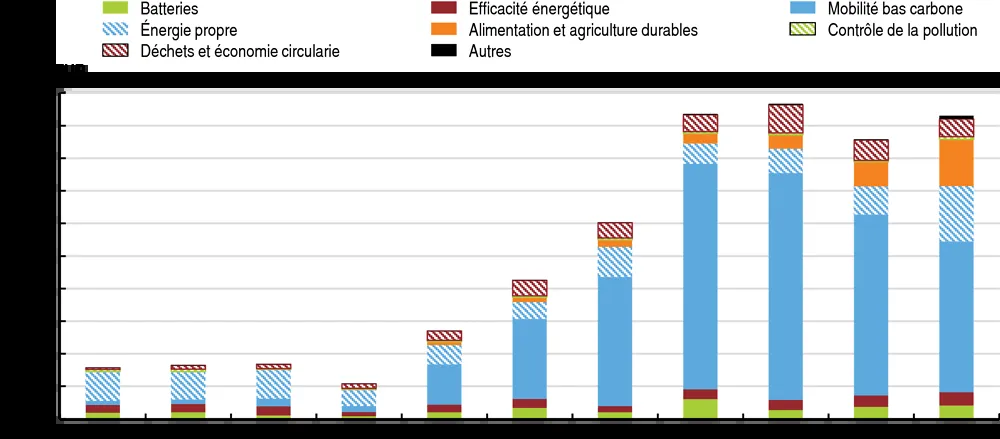 Batteries
Efficacité énergétique
Mobilité bas carbone
Énergie propre
Alimentation et agriculture durables
Contrôle de la pollution
Déchets et économie circularie
Autres